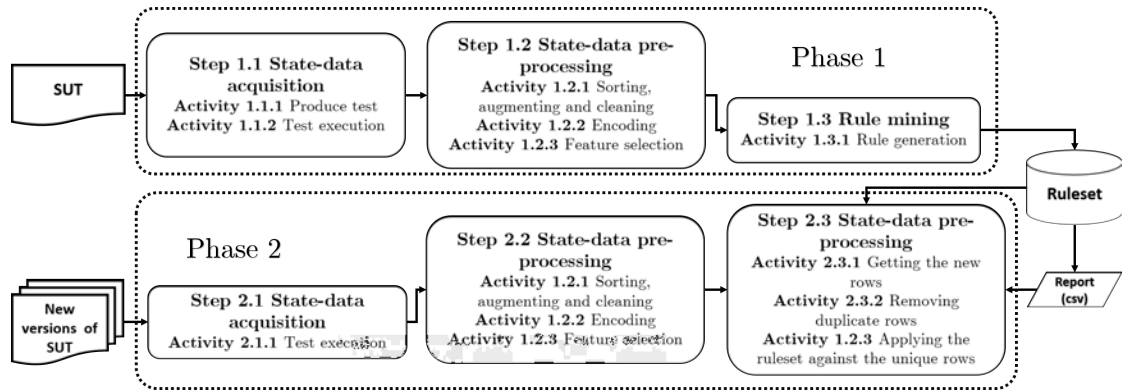 Phase 1
SUT
Step 1.1 State-data
acquisition
Activity 1.1.1 Produce test
Activity 1.1.2 Test execution
Step 1.2 State-data pre-
processing
Activity 1.2.1 Sorting,
augmenting and cleaning
Activity 1.2.2 Encoding
Activity 1.2.3 Feature selection
Step 1.3 Rule mining
Activity 1.3.1 Rule generation
Ruleset
Report
(csv)
Phase 2
New
versions of
SUT
Step 2.1 State-data
acquisition
Activity 2.1.1 Test execution
Step 2.2 State-data pre-
processing
Activity 1.2.1 Sorting,
augmenting and cleaning
Activity 1.2.2 Encoding
Activity 1.2.3 Feature selection
Step 2.3 State-data pre-
processing
Activity 2.3.1 Getting the new
rows
Activity 2.3.2 Removing
duplicate rows
Activity 1.2.3 Applying
the ruleset against the unique rows